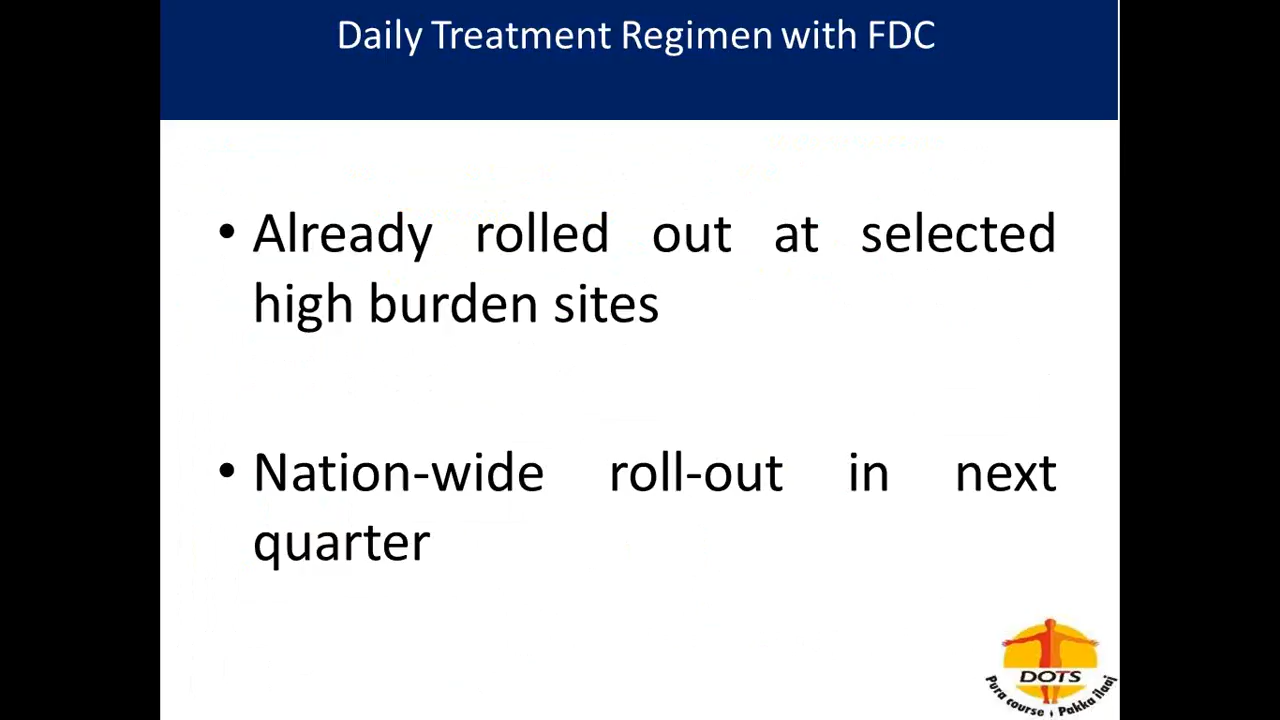 Daily Treatment Regimen with FDC
• Already rolled out at selected
high burden sites
• Nation-wide roll-out in next
quarter
DOTS
Pura course , Pakka ilaaj